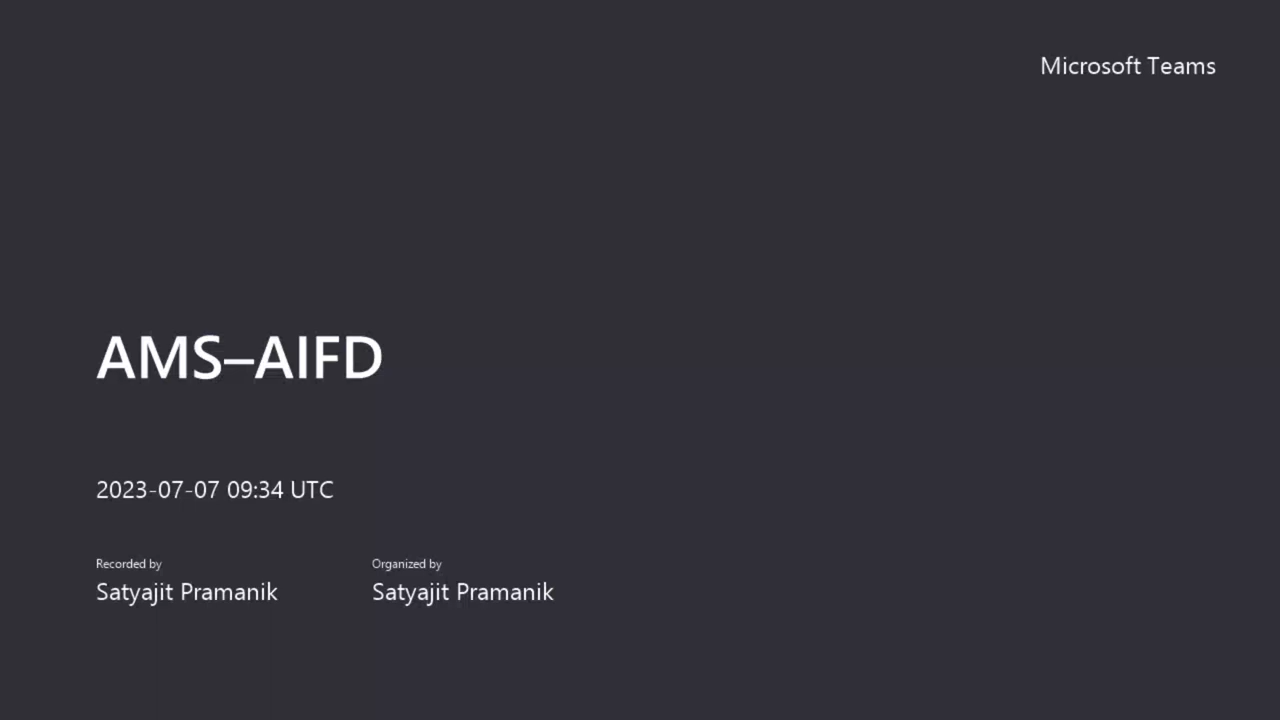 Microsoft Teams
AMS–AIFD
2023-07-07 09:34 UTC
Recorded by
Satyajit Pramanik
Organized by
Satyajit Pramanik